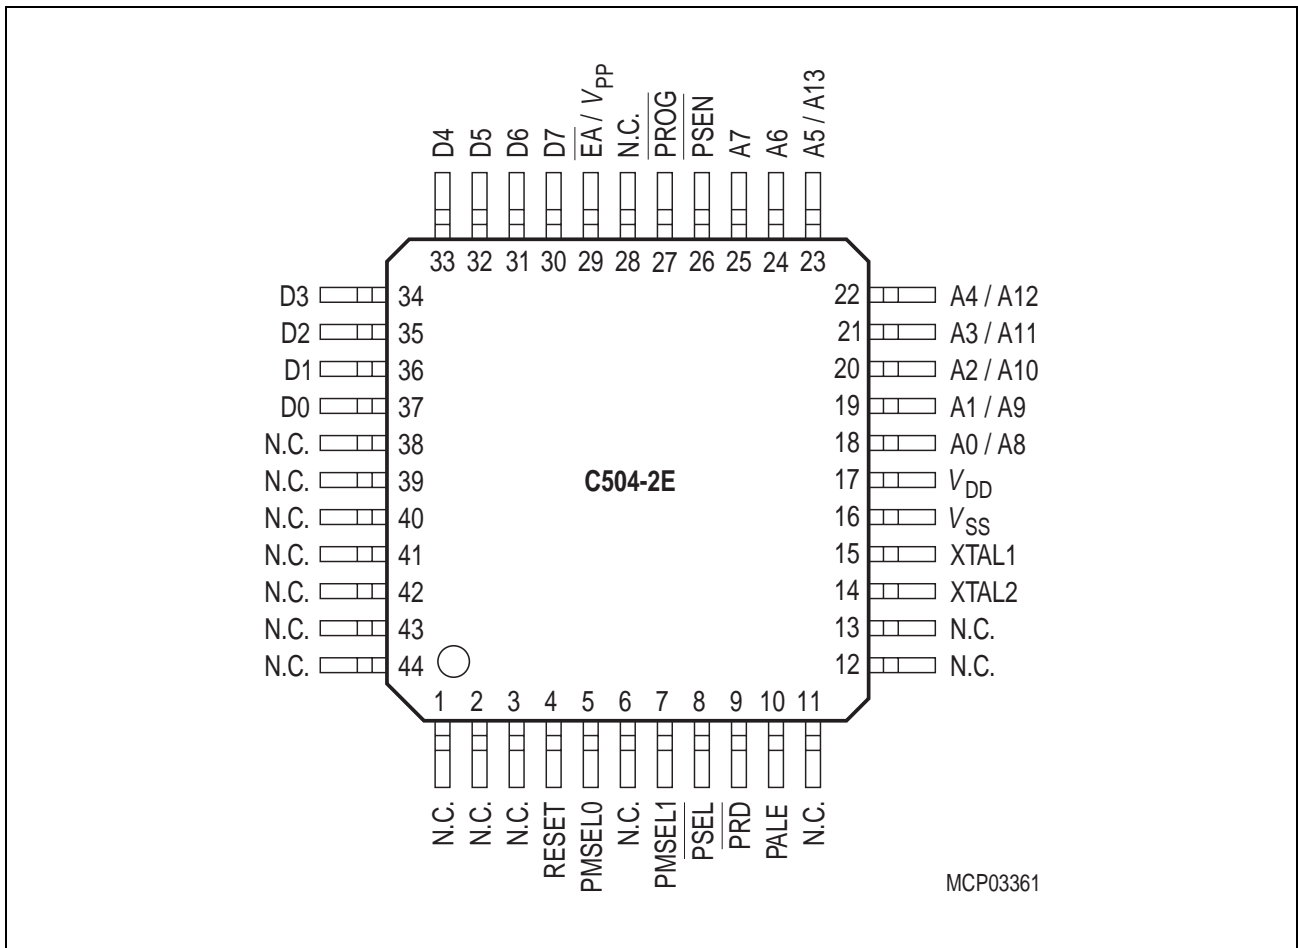 D4
D5
D6
D7
EA / VPP
N.C.
PROG
PSEN
A7
A6
A5 / A13
33 32 31 30 29 28 27 26 25 24 23
D3 34
D2 35
D1 36
D0 37
N.C. 38
N.C. 39
N.C. 40
N.C. 41
N.C. 42
N.C. 43
N.C. 44
C504-2E
22 A4 / A12
21 A3 / A11
20 A2 / A10
19 A1 / A9
18 A0 / A8
17 VDD
16 VSS
15 XTAL1
14 XTAL2
13 N.C.
12 N.C.
1 2 3 4 5 6 7 8 9 10 11
N.C.
N.C.
N.C.
RESET
PMSEL0
N.C.
PMSEL1
PSEL
PRD
PALE
N.C.
MCP03361